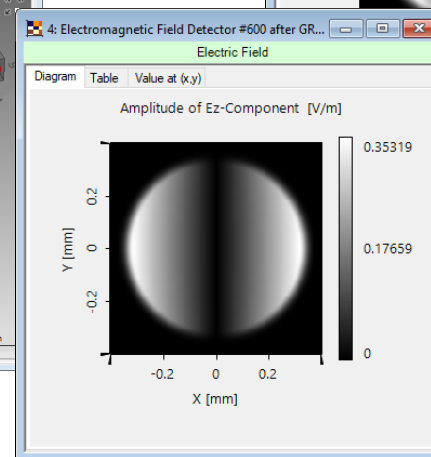 4: Electromagnetic Field Detector #600 after GR...
Electric Field
Diagram Table Value at (x,y)
Amplitude of Ez-Component [V/m]
0.35319
0.17659
0
Y [mm]
0.2
0
-0.2
-0.2 0 0.2
X [mm]